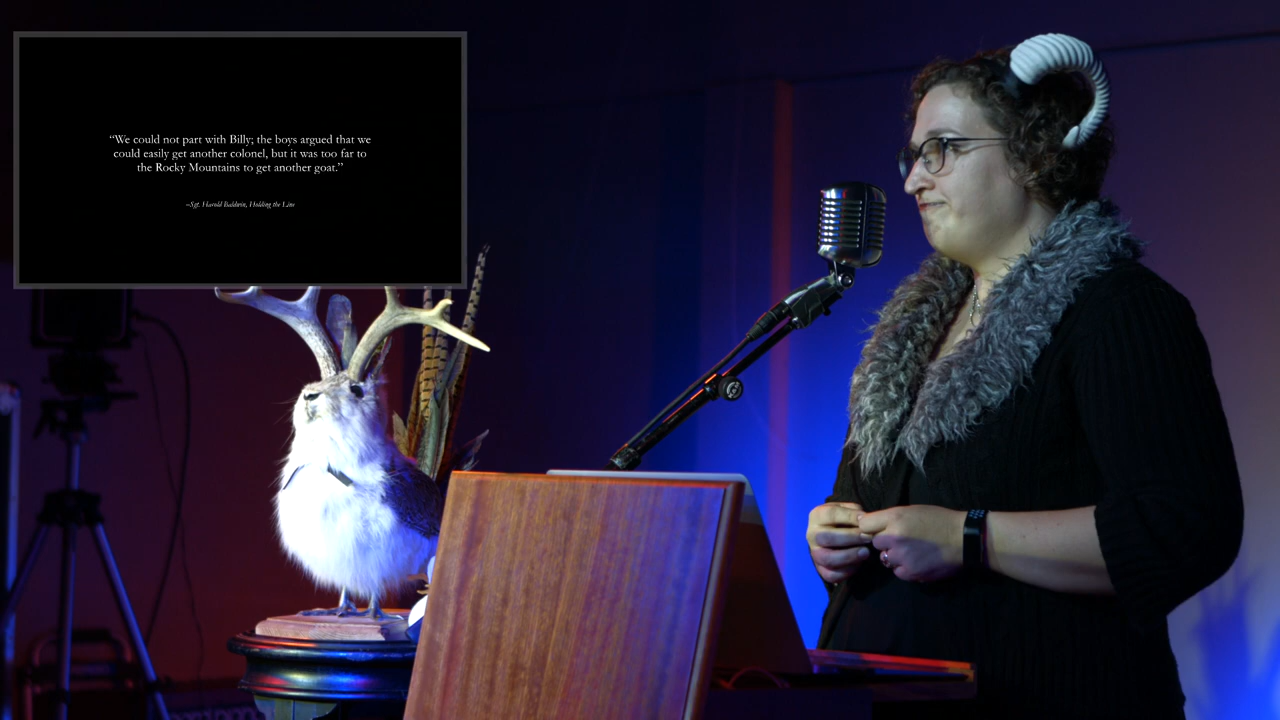 “We could not part with Billy; the boys argued that we
could easily get another colonel, but it was too far to
the Rocky Mountains to get another goat.”
–Sgt. Harold Baldwin, Holding the Line